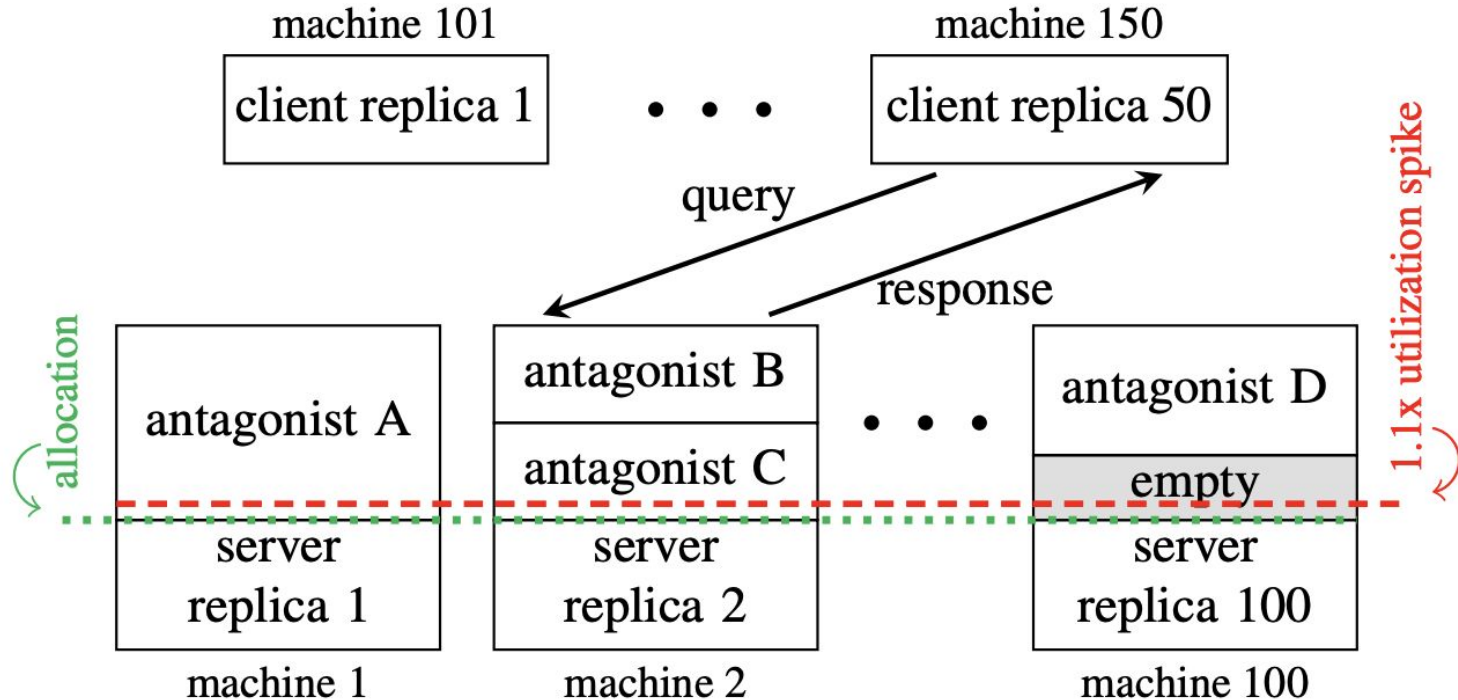 machine 101
machine 150
client replica 1
client replica 50
query
response
allocation
1.1x utilization spike
antagonist A
antagonist B
antagonist C
antagonist D
empty
server
replica 1
server
replica 2
server
replica 100
machine 1
machine 2
machine 100